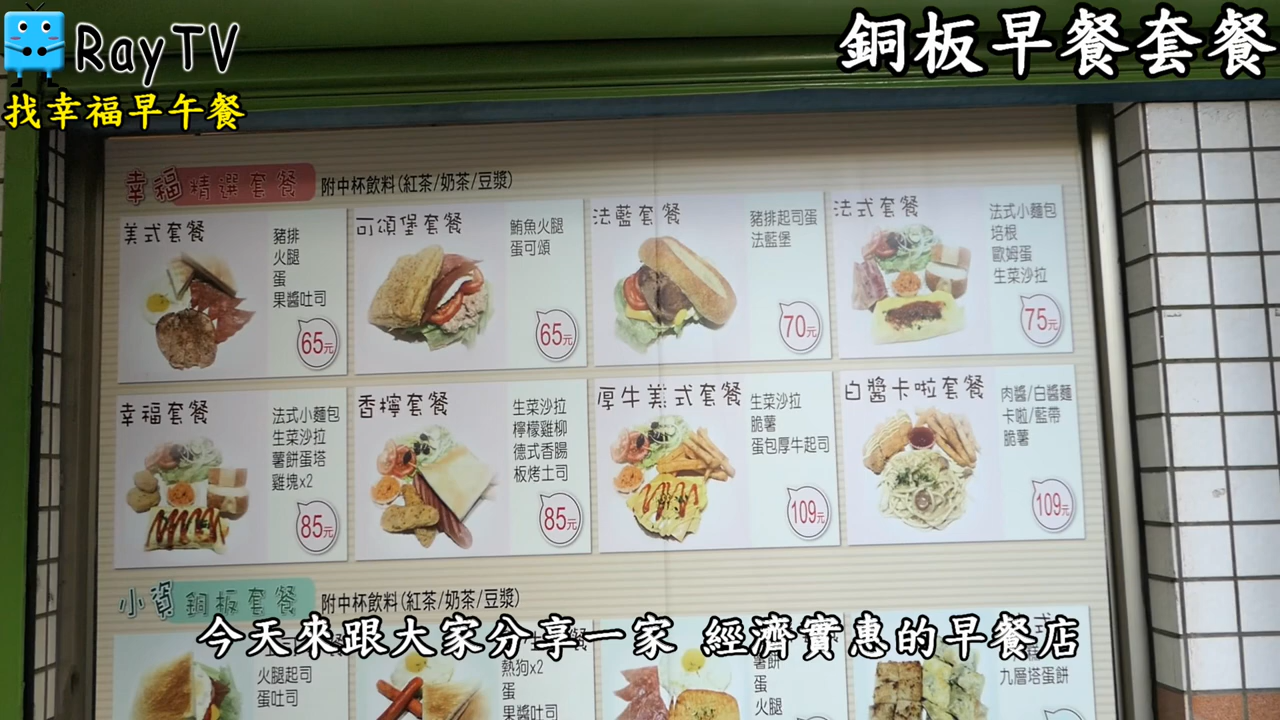 RayTV
找幸福早午餐
銅板早餐套餐
幸福精選套餐 附中杯飲料(紅茶/奶茶/豆漿)
美式套餐
豬排
火腿
蛋
果醬吐司
65元
可頌堡套餐
鮪魚火腿
蛋可頌
65元
法藍套餐
豬排起司蛋
法藍堡
70元
法式套餐
法式小麵包
培根
歐姆蛋
生菜沙拉
75元
幸福套餐
法式小麵包
生菜沙拉
薯餅蛋塔
雞塊x2
85元
香檸套餐
生菜沙拉
檸檬雞柳
德式香腸
板烤土司
85元
厚牛美式套餐
生菜沙拉
脆薯
蛋包厚牛起司
109元
白醬卡啦套餐
肉醬/白醬麵
卡啦/藍帶
脆薯
109元
小資銅板套餐 附中杯飲料(紅茶/奶茶/豆漿)
火腿起司
蛋吐司
熱狗x2
蛋
果醬吐司
薯餅
蛋
火腿
九層塔蛋餅
今天來跟大家分享一家 經濟實惠的早餐店